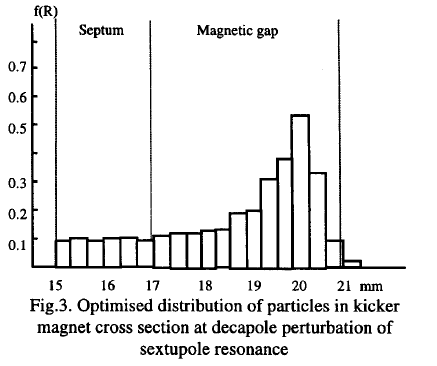 f(R)
Septum
Magnetic gap
0.7
0.6
0.5
0.3
0.2
0.1
15 16 17 18 19 20 21 mm
Fig.3. Optimised distribution of particles in kicker
magnet cross section at decapole perturbation of
sextupole resonance